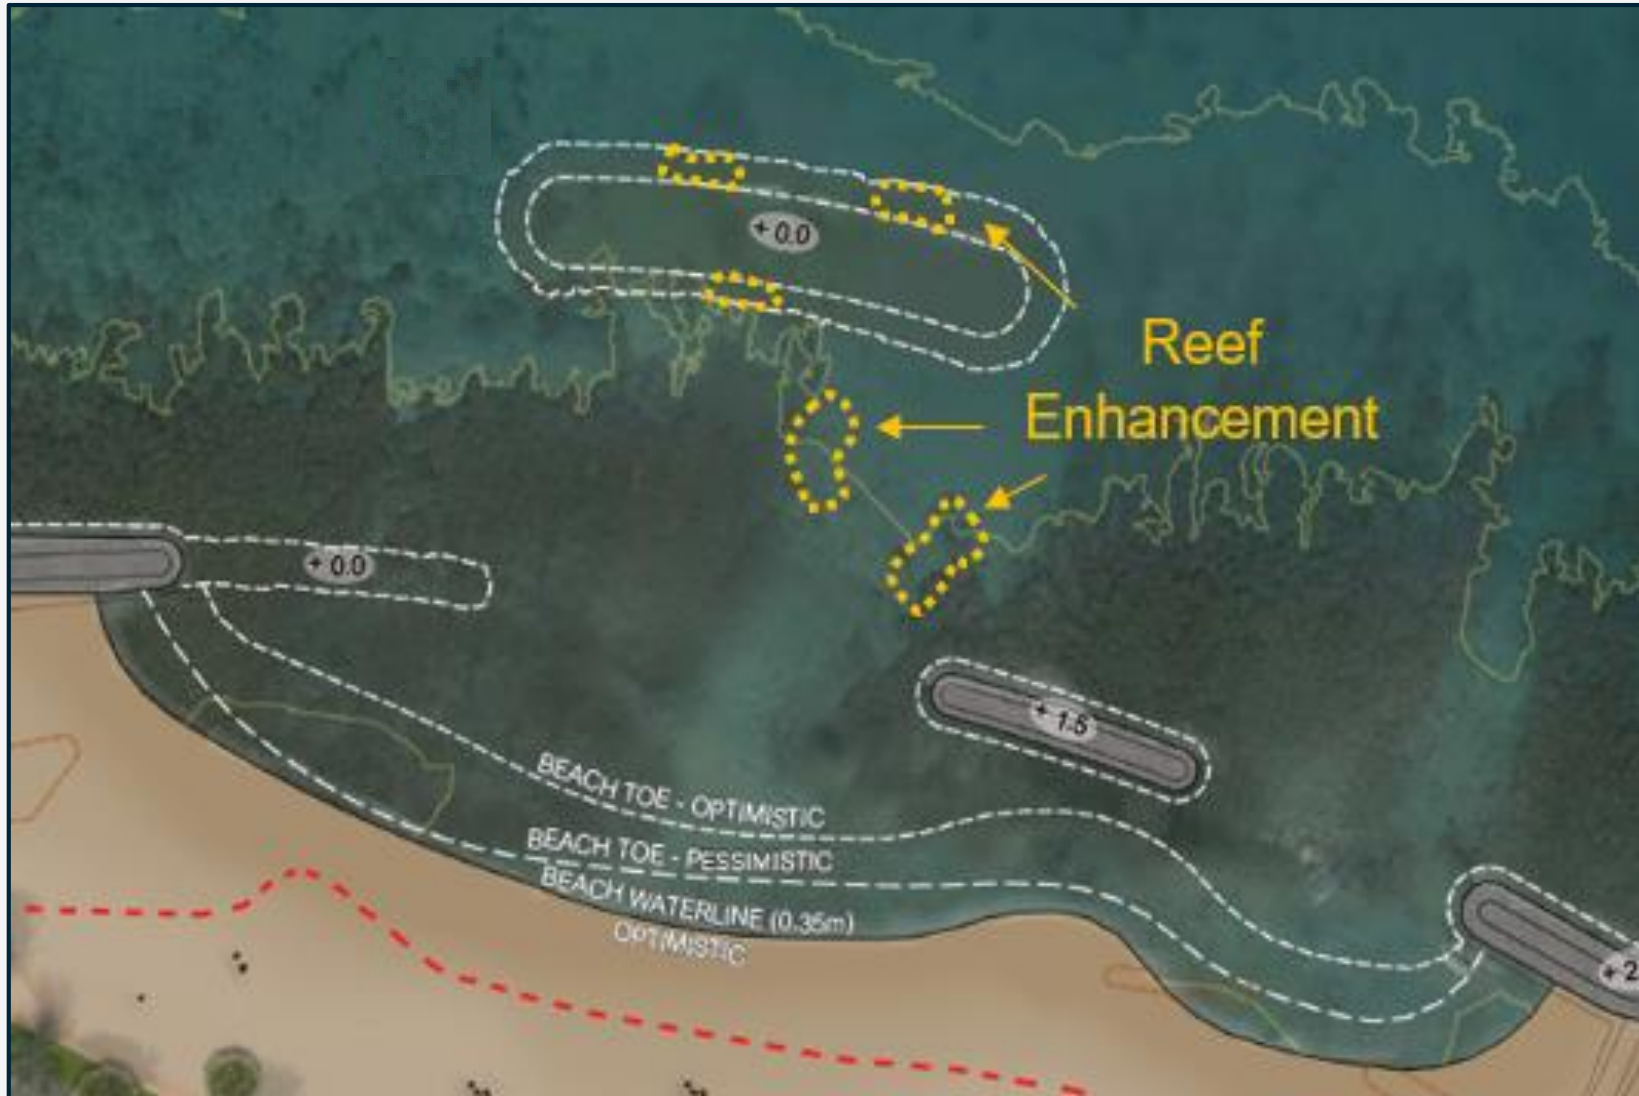 + 0.0
Reef
Enhancement
+ 0.0
+ 1.5
BEACH TOE - OPTIMISTIC
BEACH TOE - PESSIMISTIC
BEACH WATERLINE (0.35m)
OPTIMISTIC
+ 2